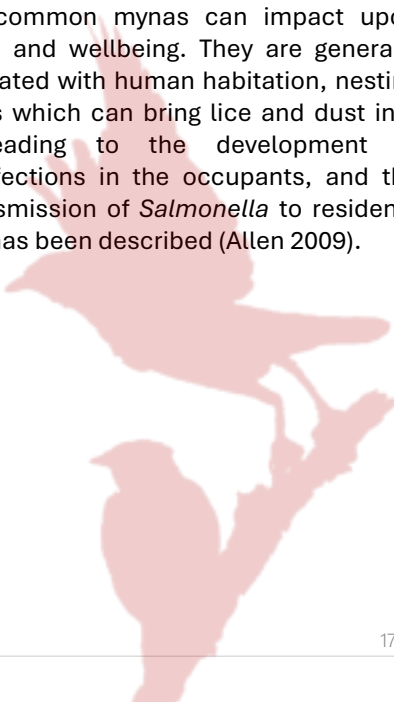 common mynas can impact upo
and wellbeing. They are genera
ated with human habitation, nestin
s which can bring lice and dust in
eading to the development
fections in the occupants, and th
smission of Salmonella to residen
has been described (Allen 2009).
17